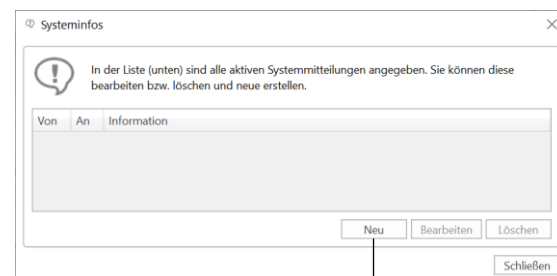 Systeminfos
In der Liste (unten) sind alle aktiven Systemmitteilungen angegeben. Sie können diese
bearbeiten bzw. löschen und neue erstellen.
Von An Information
Neu Bearbeiten Löschen
Schließen